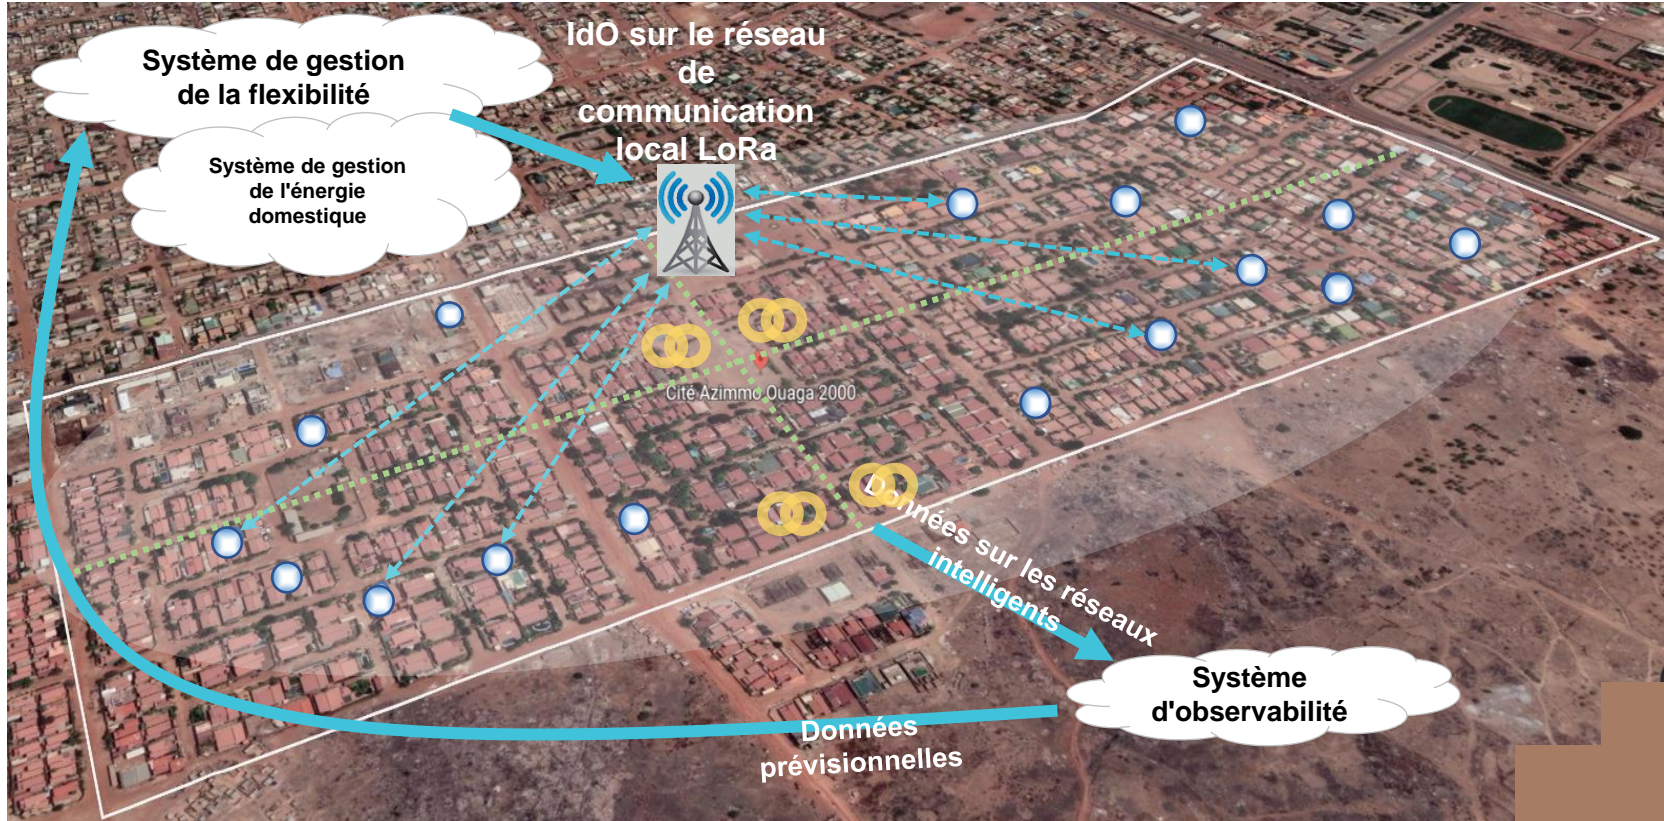 Système de gestion
de la flexibilité
Système de gestion
de l'énergie
domestique
IdO sur le réseau
de
communication
local LoRa
Cité Azimmo Ouaga 2000
Données sur les réseaux
intelligents
Système
d'observabilité
Données
prévisionnelles